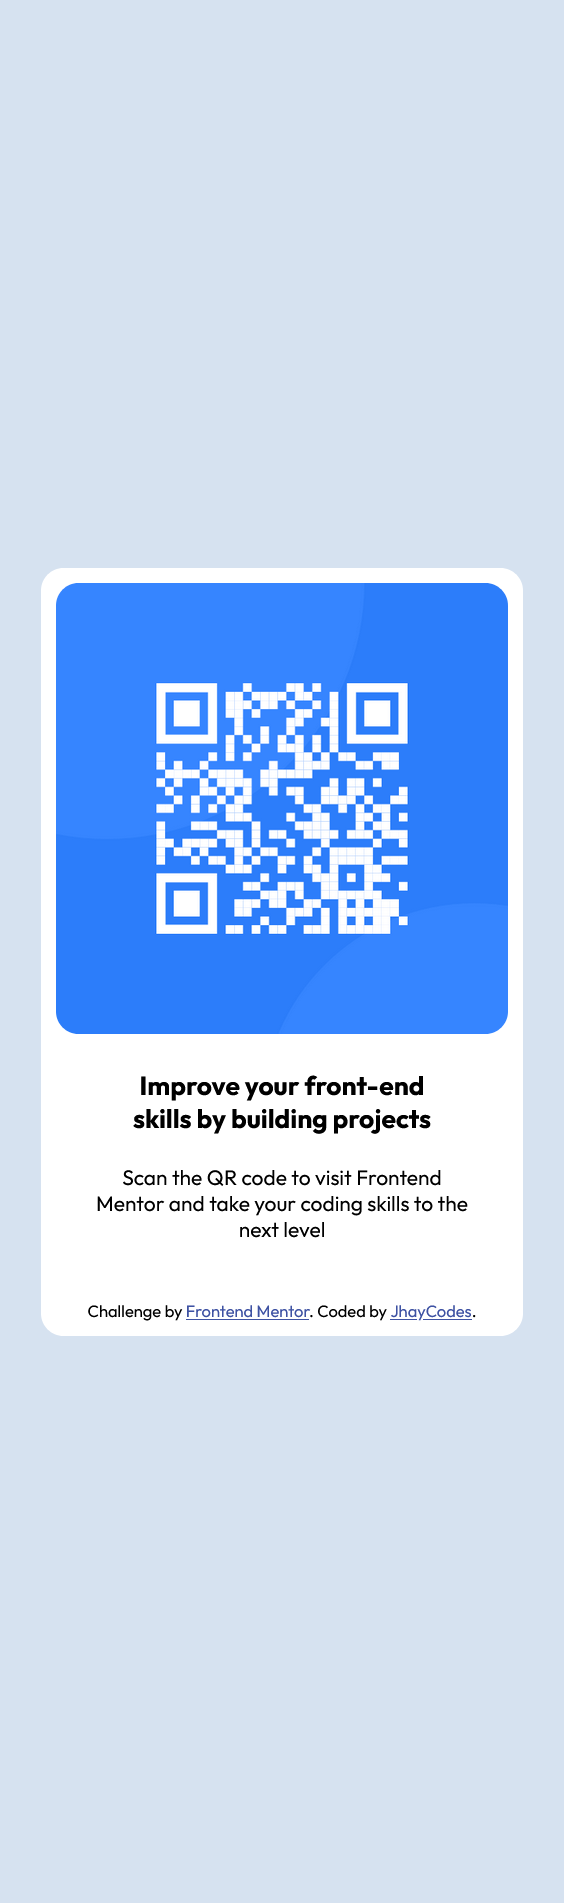 Improve your front-end
skills by building projects
Scan the QR code to visit Frontend
Mentor and take your coding skills to the
next level
Challenge by Frontend Mentor. Coded by JhayCodes.